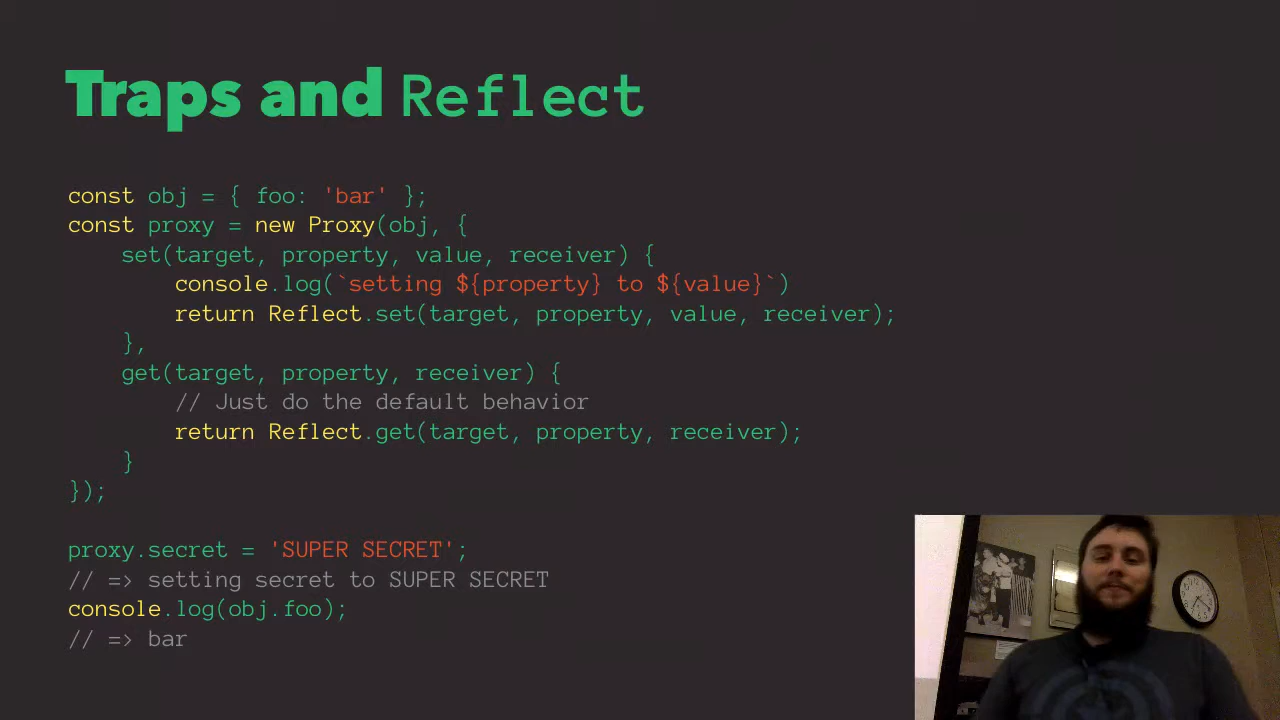 Traps and Reflect
const obj = { foo: 'bar' };
const proxy = new Proxy(obj, {
    set(target, property, value, receiver) {
        console.log(`setting ${property} to ${value}`)
        return Reflect.set(target, property, value, receiver);
    },
    get(target, property, receiver) {
        // Just do the default behavior
        return Reflect.get(target, property, receiver);
    }
});
proxy.secret = 'SUPER SECRET';
// => setting secret to SUPER SECRET
console.log(obj.foo);
// => bar